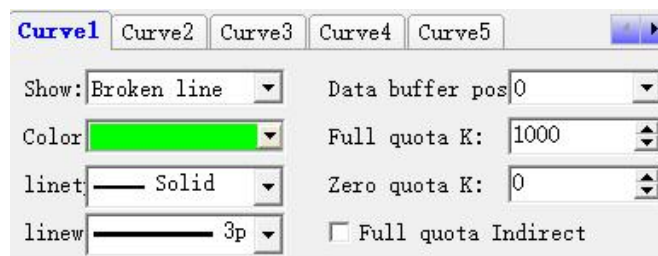 Curve1 Curve2 Curve3 Curve4 Curve5
Show: Broken line Data buffer pos 0
Color Full quota K: 1000
linet Solid Zero quota K: 0
linew 3p Full quota Indirect